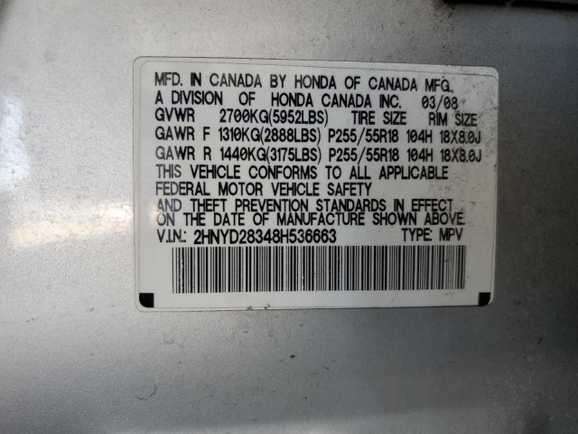 MFD. IN CANADA BY HONDA OF CANADA MFG.
A DIVISION OF HONDA CANADA INC. 03/08
GVWR 2700KG(5952LBS) TIRE SIZE RIM SIZE
GAWR F 1310KG(2888LBS) P255/55R18 104H 18X8.0J
GAWR R 1440KG(3175LBS) P255/55R18 104H 18X8.0J
THIS VEHICLE CONFORMS TO ALL APPLICABLE
FEDERAL MOTOR VEHICLE SAFETY
AND THEFT PREVENTION STANDARDS IN EFFECT
ON THE DATE OF MANUFACTURE SHOWN ABOVE.
V.I.N.: 2HNYD28348H536663 TYPE: MPV